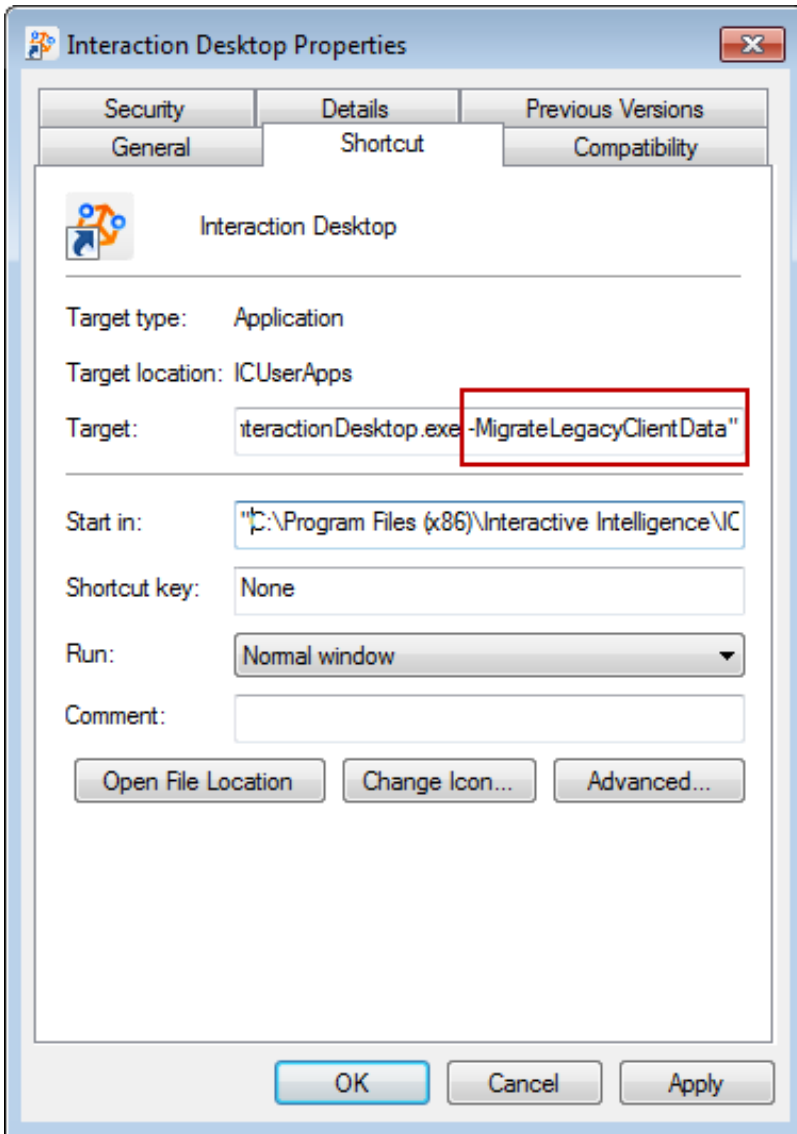 Interaction Desktop Properties
Security Details Previous Versions
General Shortcut Compatibility
Interaction Desktop
Target type: Application
Target location: ICUserApps
Target: nteractionDesktop.exe -MigrateLegacyClientData"
Start in: "C:\Program Files (x86)\Interactive Intelligence\IC
Shortcut key: None
Run: Normal window
Comment:
Open File Location Change Icon... Advanced...
OK Cancel Apply